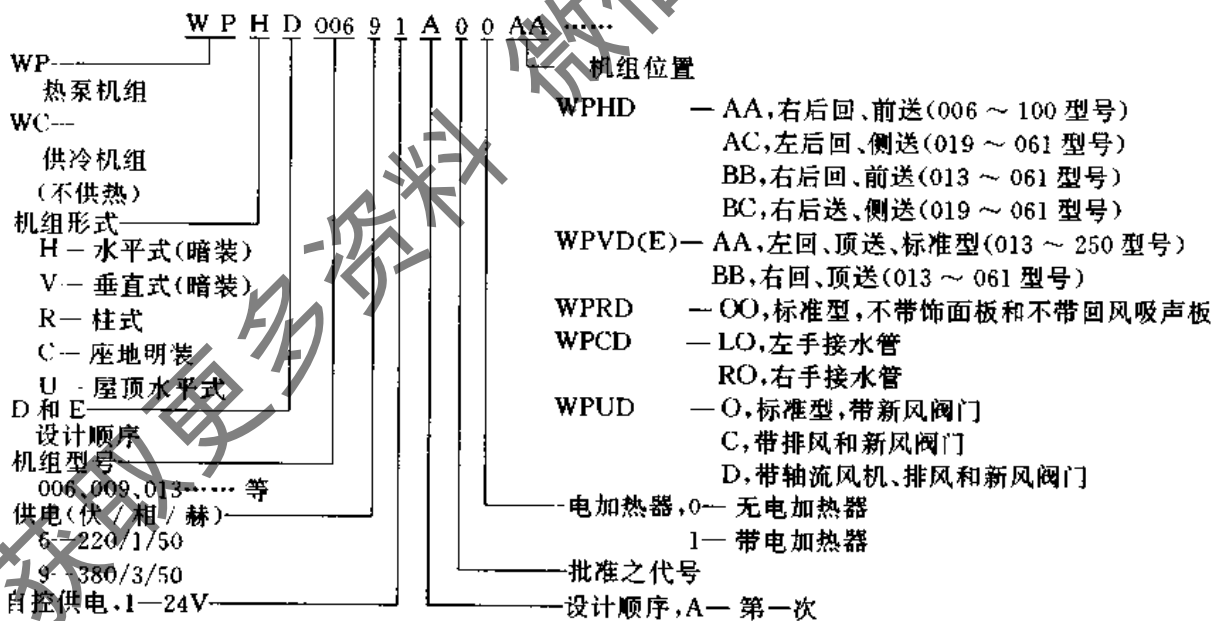 W P H D 006 9 1 A 0 0 AA ……
WP—
热泵机组
WC—
供冷机组
(不供热)
机组形式
H — 水平式(暗装)
V — 垂直式(暗装)
R — 柱式
C — 座地明装
U - 屋顶水平式
D 和 E
设计顺序
机组型号
006、009、013…… 等
供电(伏/相/赫)
6—220/1/50
9—380/3/50
自控供电,1—24V
机组位置
WPHD — AA,右后回、前送(006 ~ 100 型号)
AC,左后回、侧送(019 ~ 061 型号)
BB,右后回、前送(013 ~ 061 型号)
BC,右后送、侧送(019 ~ 061 型号)
WPVD(E) — AA,左回、顶送、标准型(013 ~ 250 型号)
BB,右回、顶送(013 ~ 061 型号)
WPRD — OO,标准型,不带饰面板和不带回风吸声板
WPCD — LO,左手接水管
RO,右手接水管
WPUD — O,标准型,带新风阀门
C,带排风和新风阀门
D,带轴流风机、排风和新风阀门
电加热器,0— 无电加热器
1— 带电加热器
批准之代号
设计顺序,A— 第一次
获取更多资料 微